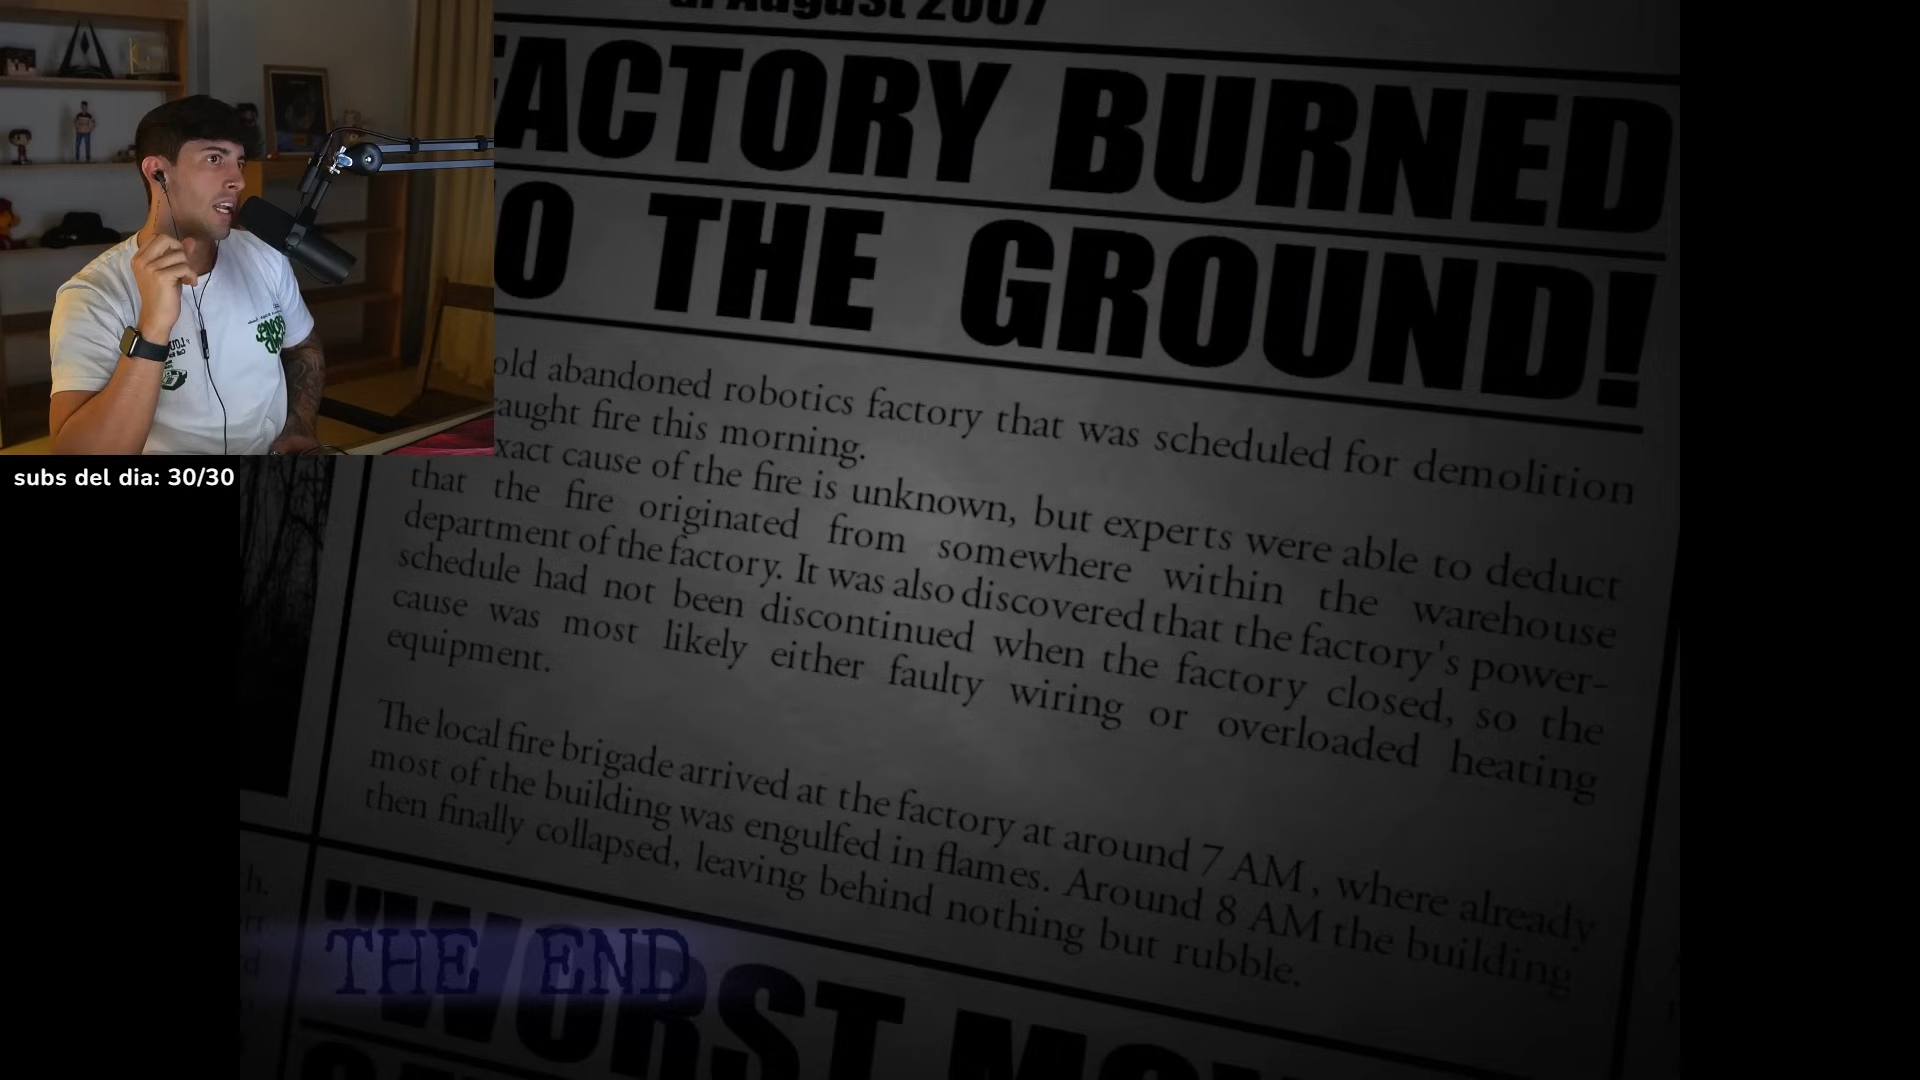 August 2007
FACTORY BURNED
O THE GROUND!
old abandoned robotics factory that was scheduled for demolition
aught fire this morning.
xact cause of the fire is unknown, but experts were able to deduct
that the fire originated from somewhere within the warehouse
department of the factory. It was also discovered that the factory's power-
schedule had not been discontinued when the factory closed, so the
cause was most likely either faulty wiring or overloaded heating
equipment.
The local fire brigade arrived at the factory at around 7 AM, where already
most of the building was engulfed in flames. Around 8 AM the building
then finally collapsed, leaving behind nothing but rubble.
subs del dia: 30/30
h.
d
THE END
"WORST